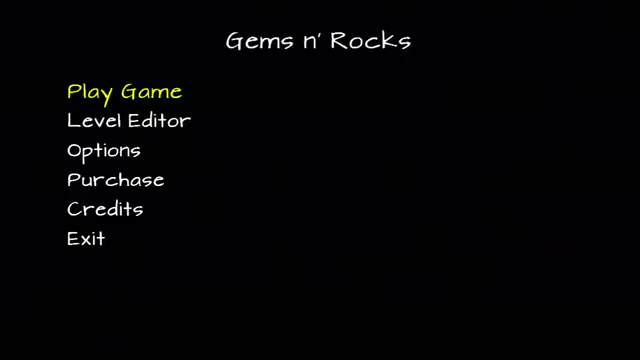 Gems n' Rocks
Play Game
Level Editor
Options
Purchase
Credits
Exit